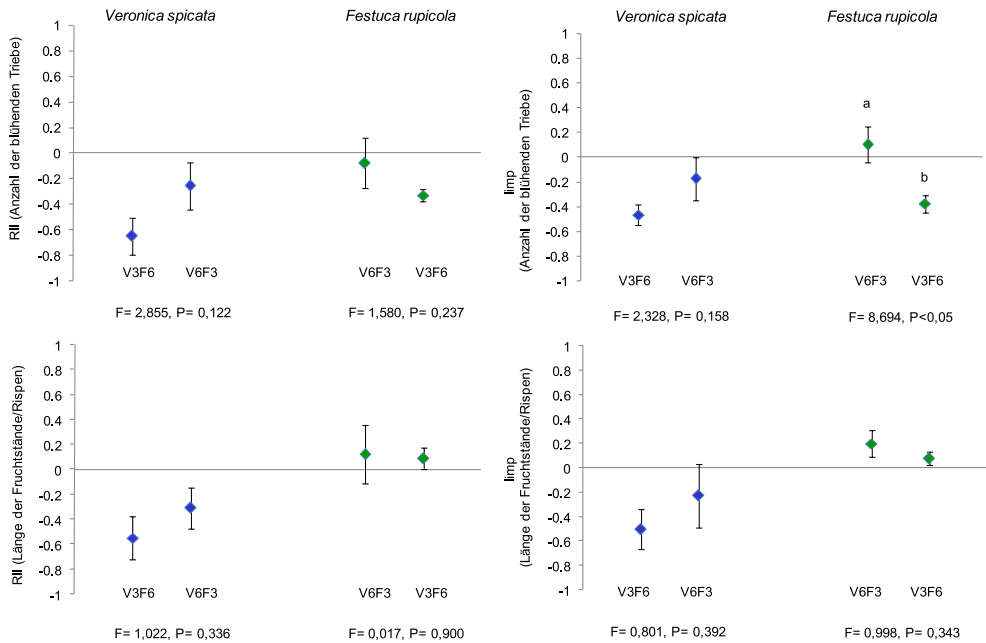 Veronica spicata Festuca rupicola
RII (Anzahl der blühenden Triebe)
1
0.8
0.6
0.4
0.2
0
-0.2
-0.4
-0.6
-0.8
-1
V3F6 V6F3 V6F3 V3F6
F= 2,855, P= 0,122 F= 1,580, P= 0,237
Veronica spicata Festuca rupicola
Iimp
(Anzahl der blühenden Triebe)
1
0.8
0.6
0.4
0.2
0
-0.2
-0.4
-0.6
-0.8
-1
a
b
V3F6 V6F3 V6F3 V3F6
F= 2,328, P= 0,158 F= 8,694, P<0,05
RII (Länge der Fruchtstände/Rispen)
1
0.8
0.6
0.4
0.2
0
-0.2
-0.4
-0.6
-0.8
-1
V3F6 V6F3 V6F3 V3F6
F= 1,022, P= 0,336 F= 0,017, P= 0,900
Iimp
(Länge der Fruchtstände/Rispen)
1
0.8
0.6
0.4
0.2
0
-0.2
-0.4
-0.6
-0.8
-1
V3F6 V6F3 V6F3 V3F6
F= 0,801, P= 0,392 F= 0,998, P= 0,343